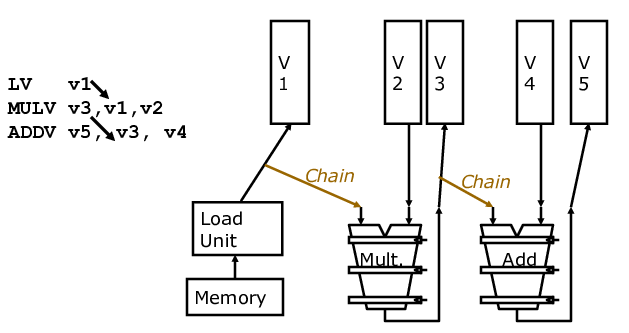 LV v1
MULV v3,v1,v2
ADDV v5, v3, v4
V
1
V
2
V
3
V
4
V
5
Chain
Chain
Load
Unit
Memory
Mult.
Add